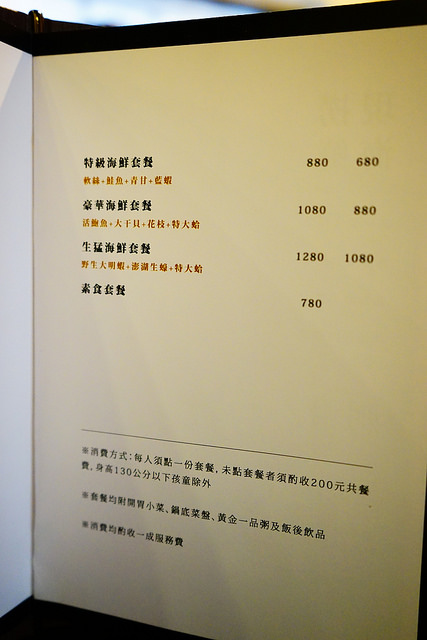 特級海鮮套餐 880 680
軟絲+鮭魚+青甘+藍蝦
豪華海鮮套餐 1080 880
活鮑魚+大干貝+花枝+特大蛤
生猛海鮮套餐 1280 1080
野生大明蝦+澎湖生蠔+特大蛤
素食套餐 780
※消費方式:每人須點一份套餐,未點套餐者須酌收200元共餐
費,身高130公分以下孩童除外
※套餐均附開胃小菜、鍋底菜盤、黃金一品粥及飯後飲品
※消費均酌收一成服務費